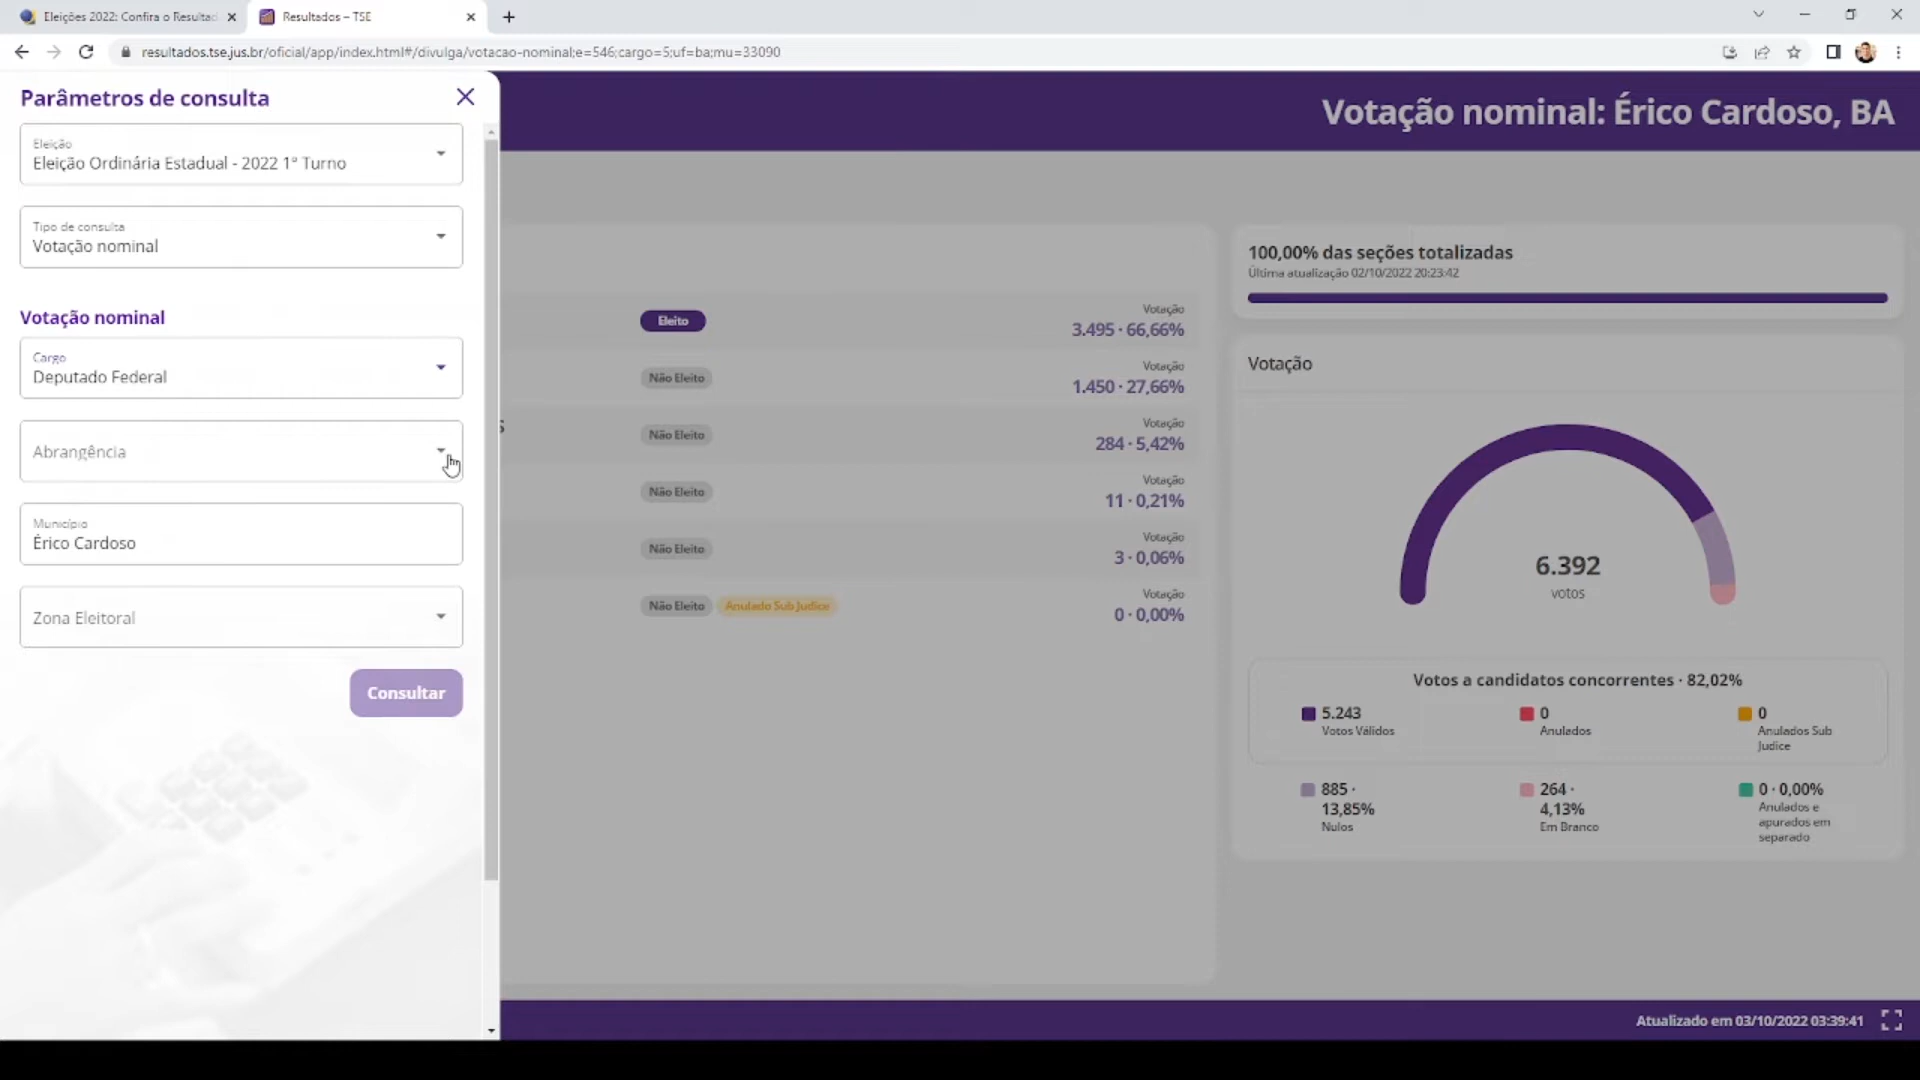 Eleições 2022: Confira o Resultad
Resultados – TSE
resultados.tse.jus.br/oficial/app/index.html#/divulga/votacao-nominal;e=546;cargo=5;uf=ba;mu=33090
Parâmetros de consulta
Eleição
Eleição Ordinária Estadual - 2022 1º Turno
Tipo de consulta
Votação nominal
Votação nominal
Cargo
Deputado Federal
Abrangência
Município
Érico Cardoso
Zona Eleitoral
Consultar
Votação nominal: Érico Cardoso, BA
Eleito
Votação
3.495 · 66,66%
Não Eleito
Votação
1.450 · 27,66%
s
Não Eleito
Votação
284 · 5,42%
Não Eleito
Votação
11 · 0,21%
Não Eleito
Votação
3 · 0,06%
Não Eleito Anulado Sub Judice
Votação
0 · 0,00%
100,00% das seções totalizadas
Última atualização 02/10/2022 20:23:42
Votação
6.392
votos
Votos a candidatos concorrentes · 82,02%
5.243
Votos Válidos
0
Anulados
0
Anulados Sub
Judice
885 ·
13,85%
Nulos
264 ·
4,13%
Em Branco
0 · 0,00%
Anulados e
apurados em
separado
Atualizado em 03/10/2022 03:39:41